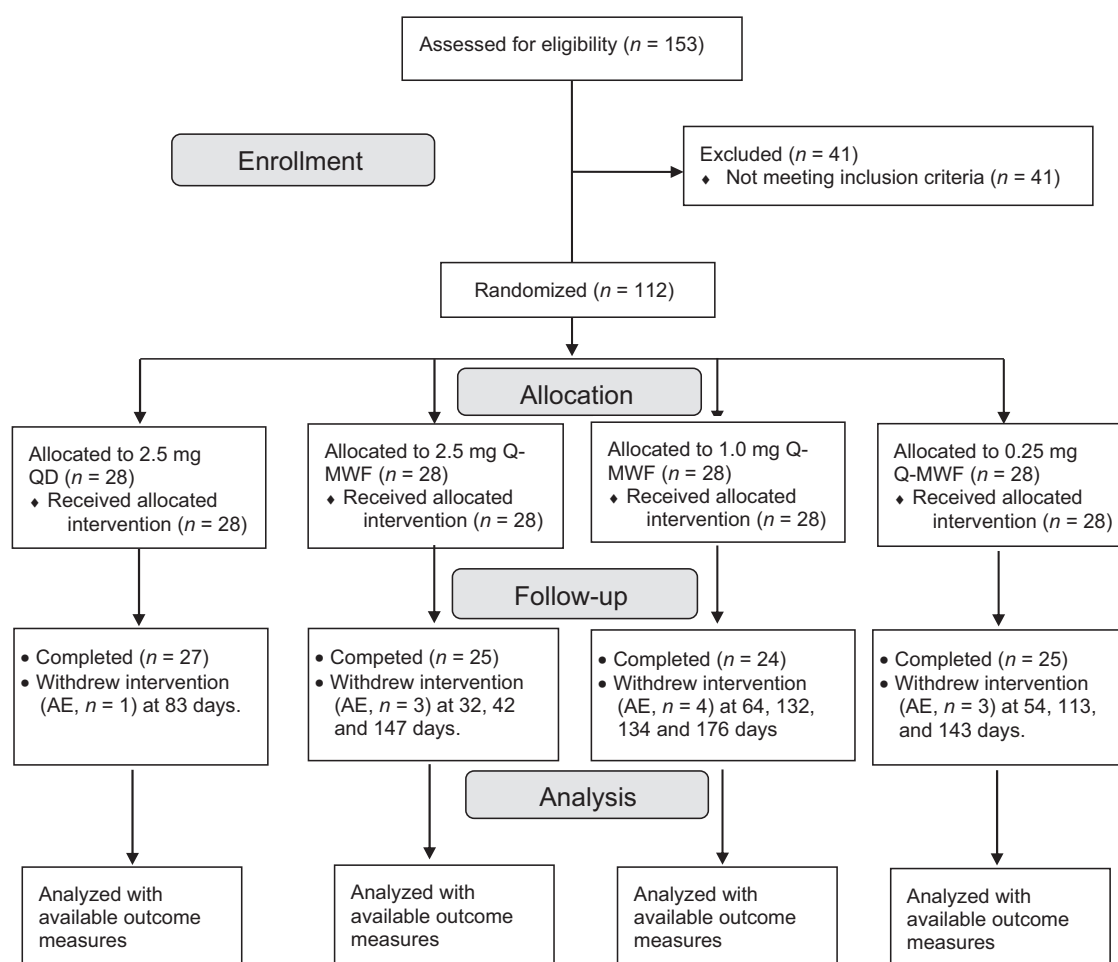 Assessed for eligibility (n = 153)
Enrollment
Excluded (n = 41)
♦ Not meeting inclusion criteria (n = 41)
Randomized (n = 112)
Allocation
Allocated to 2.5 mg
QD (n = 28)
♦ Received allocated
intervention (n = 28)
Allocated to 2.5 mg Q-
MWF (n = 28)
♦ Received allocated
intervention (n = 28)
Allocated to 1.0 mg Q-
MWF (n = 28)
♦ Received allocated
intervention (n = 28)
Allocated to 0.25 mg
Q-MWF (n = 28)
♦ Received allocated
intervention (n = 28)
Follow-up
• Completed (n = 27)
• Withdrew intervention
(AE, n = 1) at 83 days.
• Competed (n = 25)
• Withdrew intervention
(AE, n = 3) at 32, 42
and 147 days.
• Completed (n = 24)
• Withdrew intervention
(AE, n = 4) at 64, 132,
134 and 176 days
• Completed (n = 25)
• Withdrew intervention
(AE, n = 3) at 54, 113,
and 143 days.
Analysis
Analyzed with
available outcome
measures
Analyzed with
available outcome
measures
Analyzed with
available outcome
measures
Analyzed with
available outcome
measures